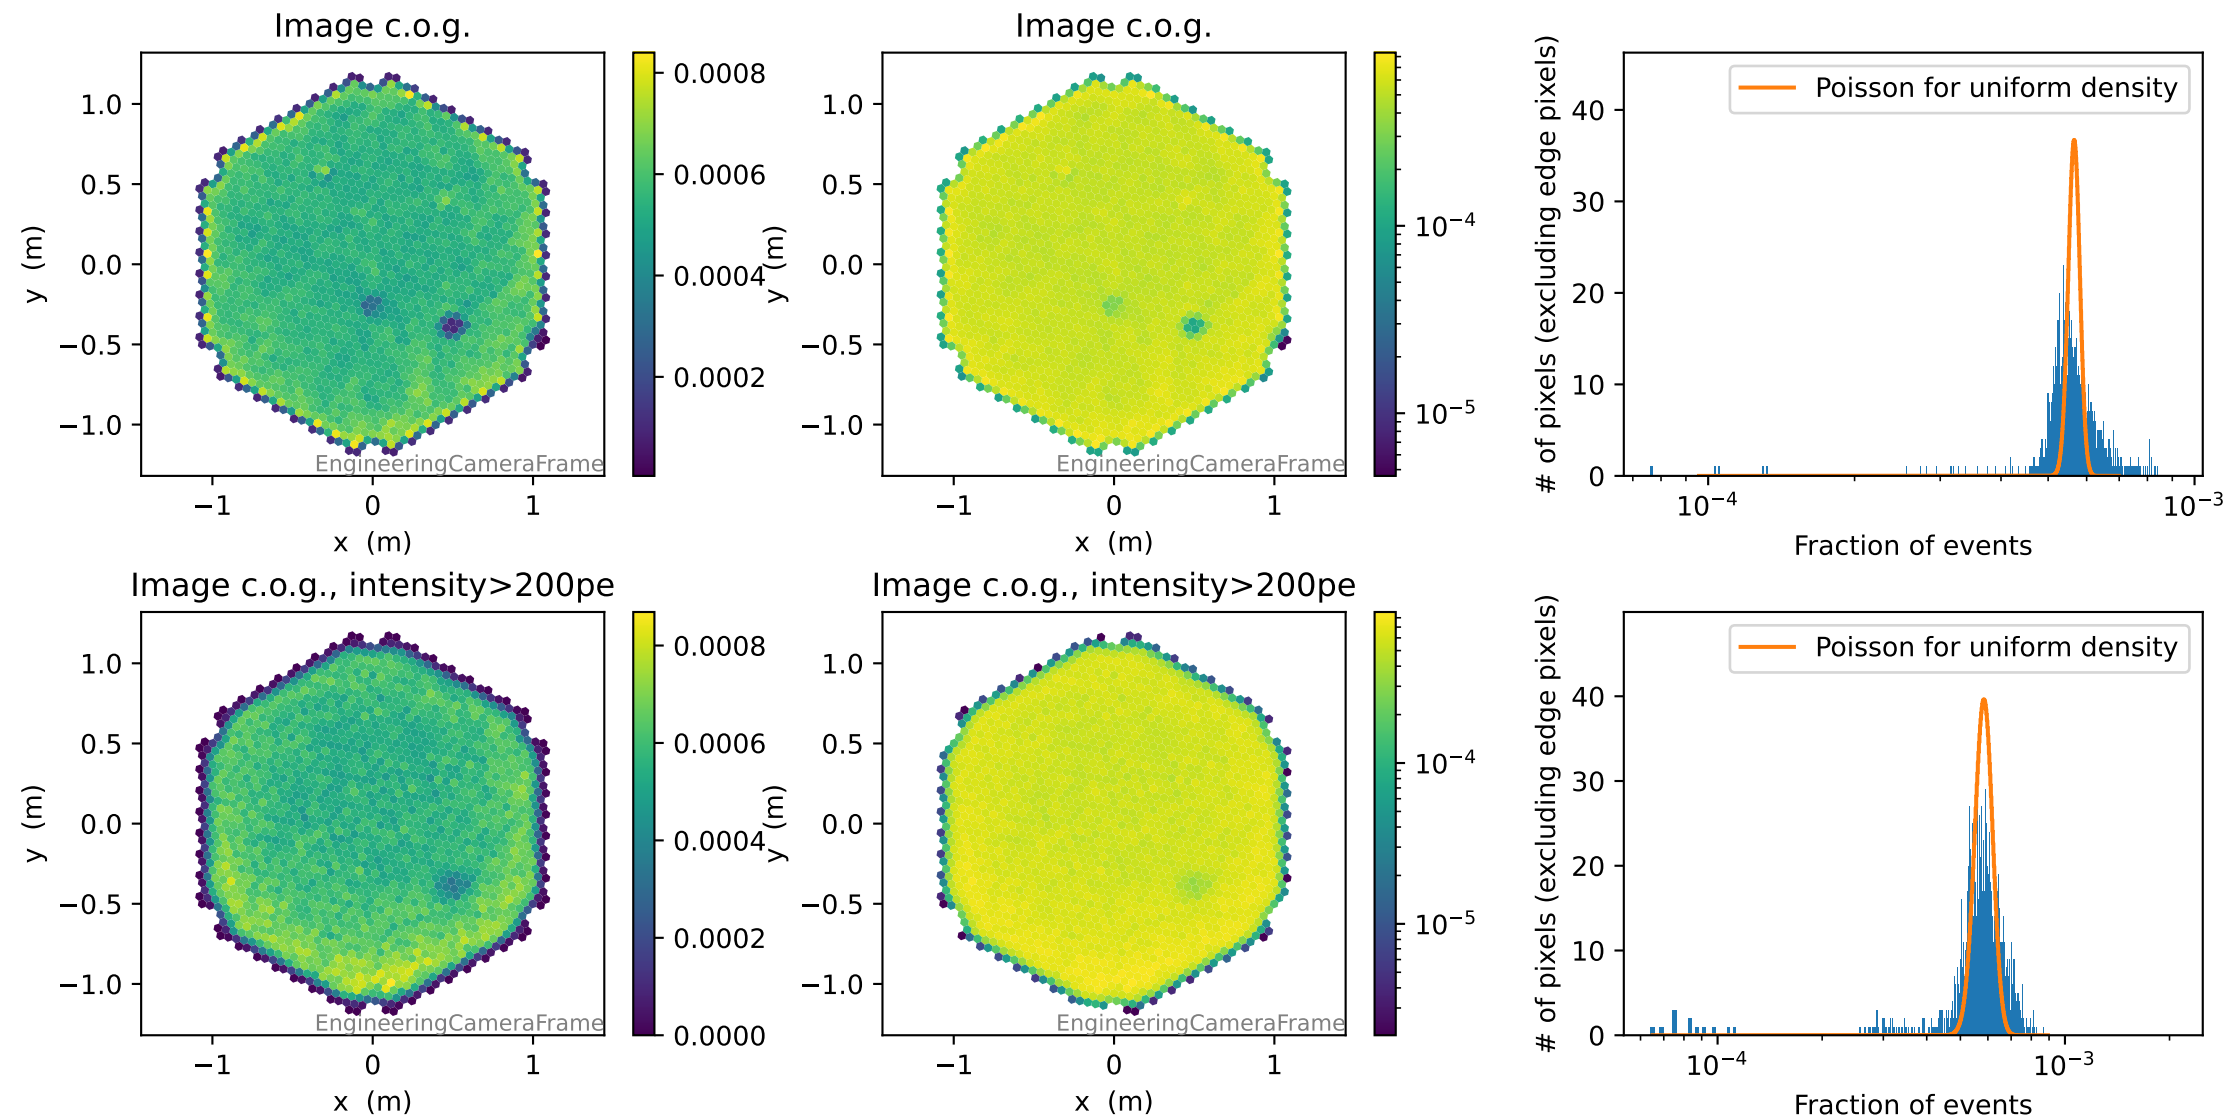 Image c.o.g.
1.0
0.5
0.0
−0.5
−1.0
y (m)
−1
0
1
x (m)
EngineeringCameraFrame
0.0008
0.0006
0.0004
0.0002
Image c.o.g.
1.0
0.5
0.0
−0.5
−1.0
y (m)
−1
0
1
x (m)
EngineeringCameraFrame
10⁻⁴
10⁻⁵
Poisson for uniform density
# of pixels (excluding edge pixels)
40
30
20
10
0
10⁻⁴
10⁻³
Fraction of events
Image c.o.g., intensity>200pe
1.0
0.5
0.0
−0.5
−1.0
y (m)
−1
0
1
x (m)
EngineeringCameraFrame
0.0008
0.0006
0.0004
0.0002
0.0000
Image c.o.g., intensity>200pe
1.0
0.5
0.0
−0.5
−1.0
y (m)
−1
0
1
x (m)
EngineeringCameraFrame
10⁻⁴
10⁻⁵
Poisson for uniform density
# of pixels (excluding edge pixels)
40
30
20
10
0
10⁻⁴
10⁻³
Fraction of events